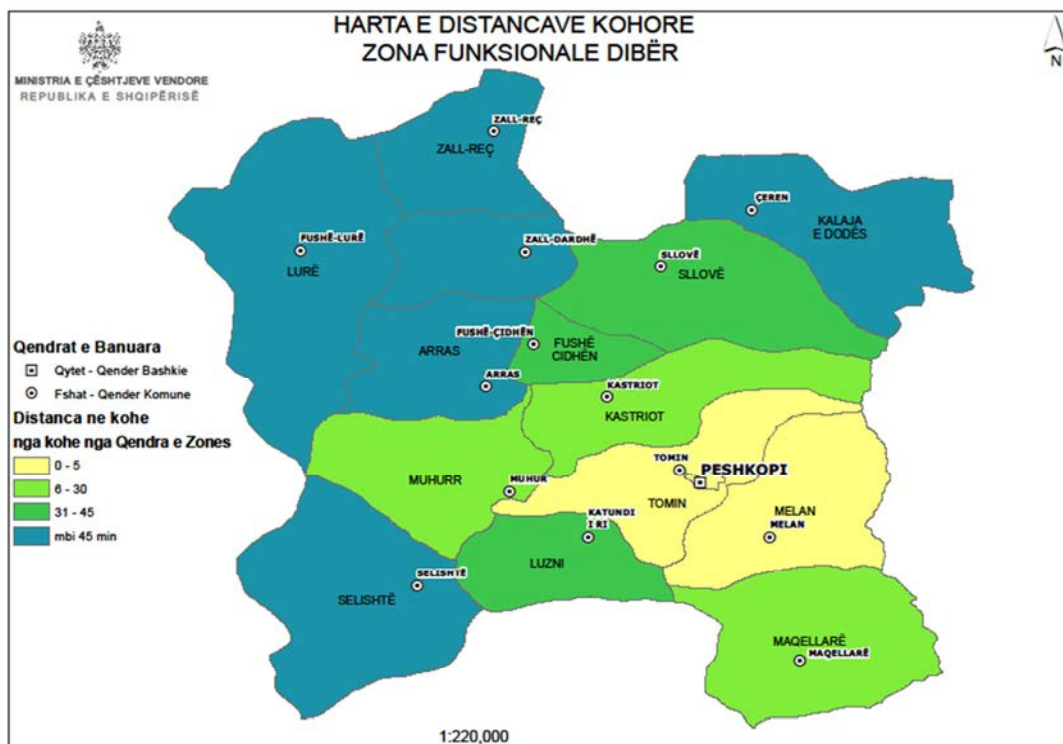 HARTA E DISTANCAVE KOHORE
ZONA FUNKSIONALE DIBËR
N
MINISTRIA E ÇËSHTJEVE VENDORE
REPUBLIKA E SHQIPËRISË
ZALL-REÇ
ZALL-REÇ
ÇEREN
KALAJA
E DODËS
FUSHË-LURË
LURË
ZALL-DARDHË
SLLOVË
SLLOVË
FUSHË-ÇIDHËN
FUSHË
CIDHËN
ARRAS
ARRAS
KASTRIOT
KASTRIOT
TOMIN
PESHKOPI
MUHURR
MUHUR
TOMIN
MELAN
MELAN
KATUNDI
I RI
LUZNI
SELISHTË
SELISHTË
MAQELLARË
MAQELLARË
Qendrat e Banuara
Qytet - Qender Bashkie
Fshat - Qender Komune
Distanca ne kohe
nga kohe nga Qendra e Zones
0 - 5
6 - 30
31 - 45
mbi 45 min
1:220,000